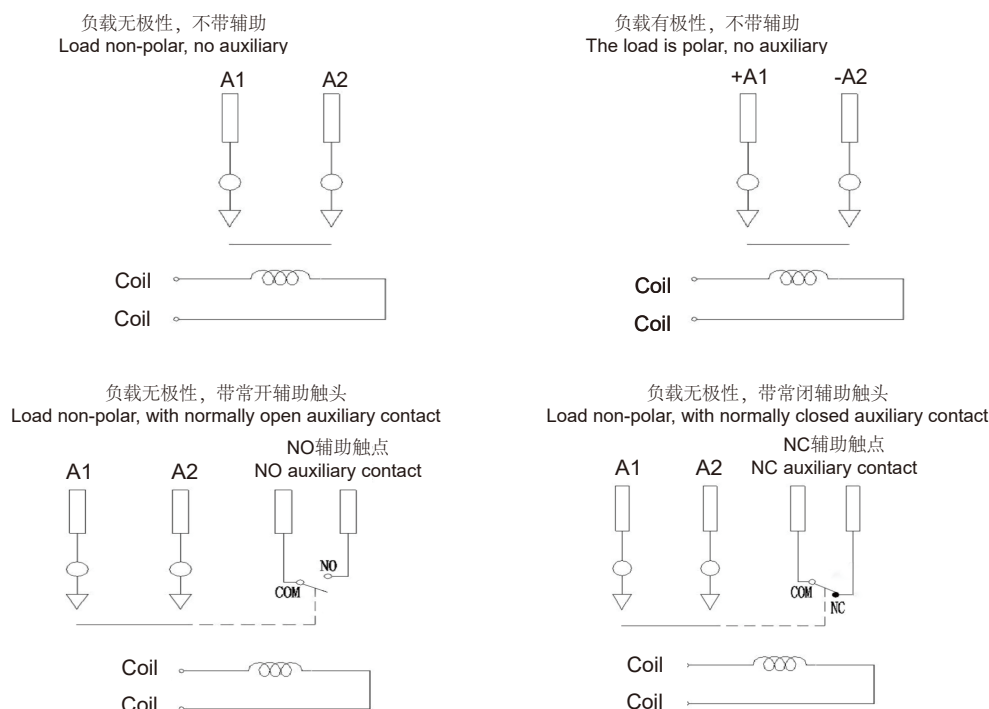 负载无极性，不带辅助
Load non-polar, no auxiliary
A1 A2
Coil
Coil
负载有极性，不带辅助
The load is polar, no auxiliary
+A1 -A2
Coil
Coil
负载无极性，带常开辅助触头
Load non-polar, with normally open auxiliary contact
NO辅助触点
NO auxiliary contact
A1 A2
NO
COM
Coil
Coil
负载无极性，带常闭辅助触头
Load non-polar, with normally closed auxiliary contact
NC辅助触点
NC auxiliary contact
A1 A2
COM
NC
Coil
Coil